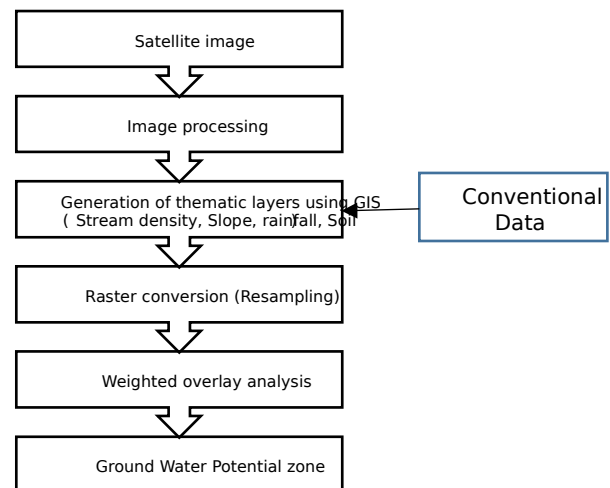 Satellite image
Image processing
Generation of thematic layers using GIS
( Stream density, Slope, rainfall, Soil
)
Conventional
Data
Raster conversion (Resampling)
Weighted overlay analysis
Ground Water Potential zone